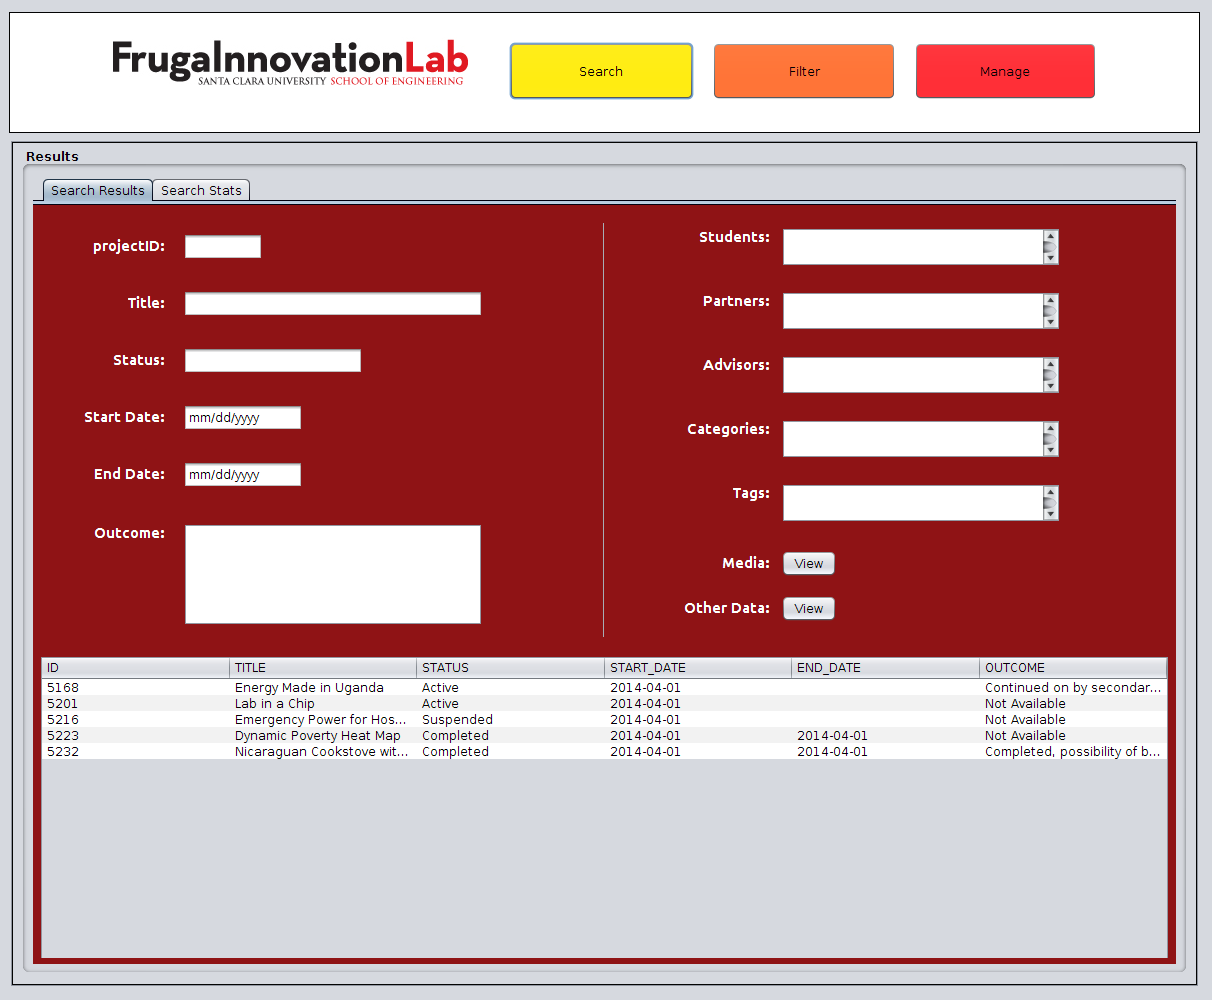 FrugalnnovationLab
SANTA CLARA UNIVERSITY SCHOOL OF ENGINEERING
Search
Filter
Manage
Results
Search Results
Search Stats
projectID:
Title:
Status:
Start Date: mm/dd/yyyy
End Date: mm/dd/yyyy
Outcome:
Students:
Partners:
Advisors:
Categories:
Tags:
Media: View
Other Data: View
ID TITLE STATUS START_DATE END_DATE OUTCOME
5168 Energy Made in Uganda Active 2014-04-01 Continued on by secondar...
5201 Lab in a Chip Active 2014-04-01 Not Available
5216 Emergency Power for Hos... Suspended 2014-04-01 Not Available
5223 Dynamic Poverty Heat Map Completed 2014-04-01 2014-04-01 Not Available
5232 Nicaraguan Cookstove wit... Completed 2014-04-01 2014-04-01 Completed, possibility of b...